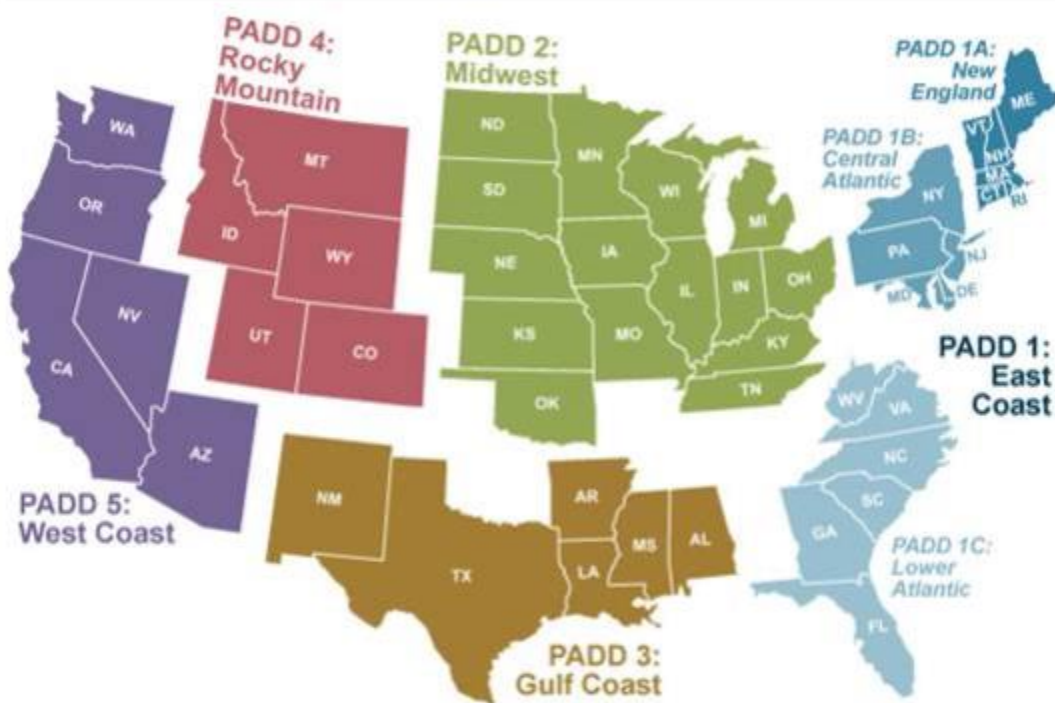 PADD 4:
Rocky
Mountain
PADD 2:
Midwest
PADD 1A:
New
England
PADD 1B:
Central
Atlantic
WA
OR
NV
CA
AZ
PADD 5:
West Coast
MT
ID
WY
UT
CO
ND
SD
NE
KS
OK
MN
IA
MO
WI
IL
MI
IN
OH
KY
TN
ME
VT
NH
MA
CT
RI
NY
PA
NJ
MD
DE
PADD 1:
East
Coast
WV
VA
NC
SC
GA
FL
PADD 1C:
Lower
Atlantic
NM
TX
AR
LA
MS
AL
PADD 3:
Gulf Coast